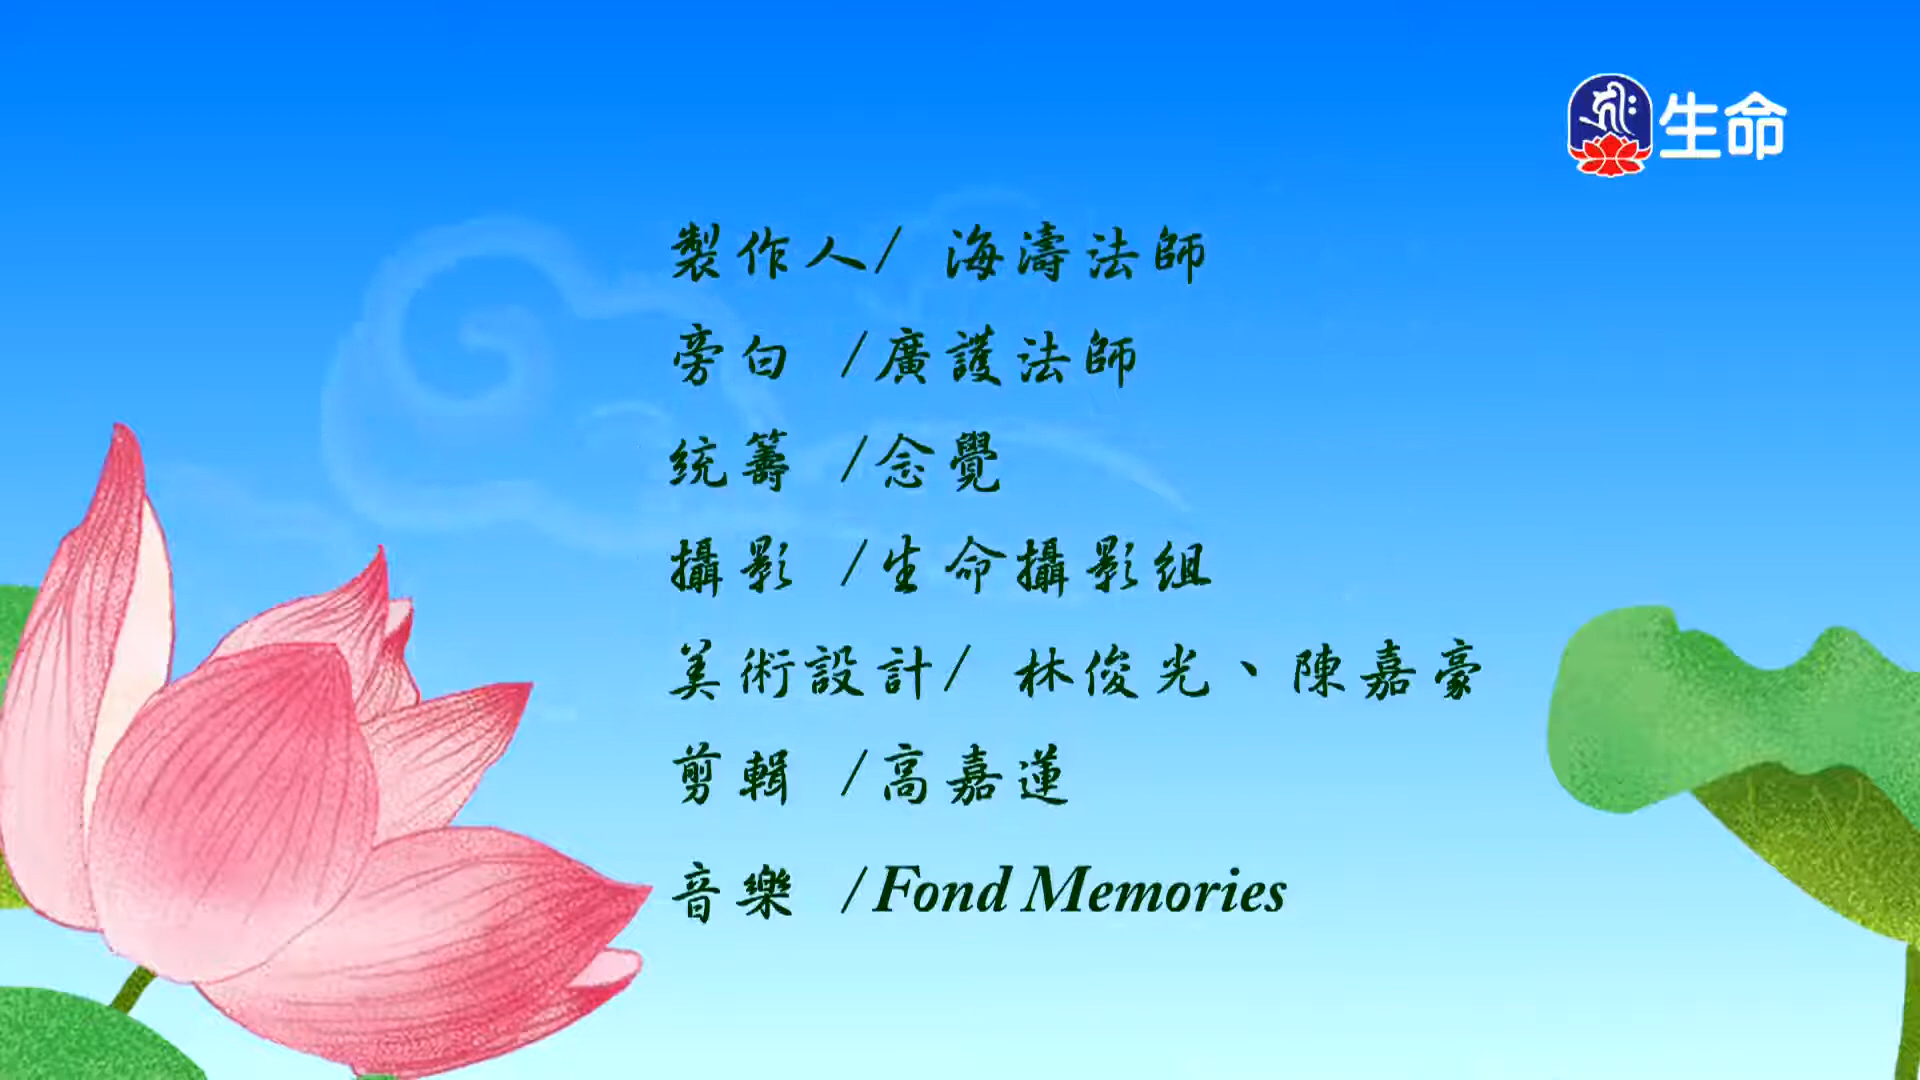 生命
製作人/ 海濤法師
旁白 /廣護法師
統籌 /念覺
攝影 /生命攝影組
美術設計/ 林俊光、陳嘉豪
剪輯 /高嘉蓮
音樂 /Fond Memories